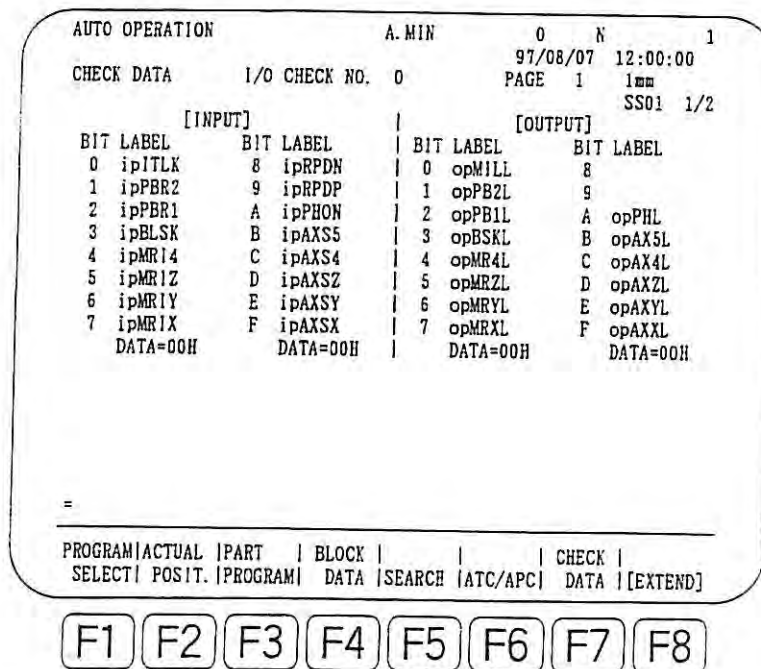 AUTO OPERATION A.MIN 0 N 1
97/08/07 12:00:00
CHECK DATA I/O CHECK NO. 0 PAGE 1 1mm
SS01 1/2
[INPUT] | [OUTPUT]
BIT LABEL BIT LABEL | BIT LABEL BIT LABEL
0 ipITLK 8 ipRPDN | 0 opMILL 8
1 ipPBR2 9 ipRPDP | 1 opPB2L 9
2 ipPBR1 A ipPHON | 2 opPB1L A opPHL
3 ipBLSK B ipAXS5 | 3 opBSKL B opAX5L
4 ipMRI4 C ipAXS4 | 4 opMR4L C opAX4L
5 ipMRIZ D ipAXSZ | 5 opMRZL D opAXZL
6 ipMRIY E ipAXSY | 6 opMRYL E opAXYL
7 ipMRIX F ipAXSX | 7 opMRXL F opAXXL
DATA=00H DATA=00H | DATA=00H DATA=00H
=
PROGRAM|ACTUAL |PART | BLOCK | | | CHECK |
SELECT| POSIT. |PROGRAM| DATA |SEARCH |ATC/APC| DATA |[EXTEND]
F1 F2 F3 F4 F5 F6 F7 F8